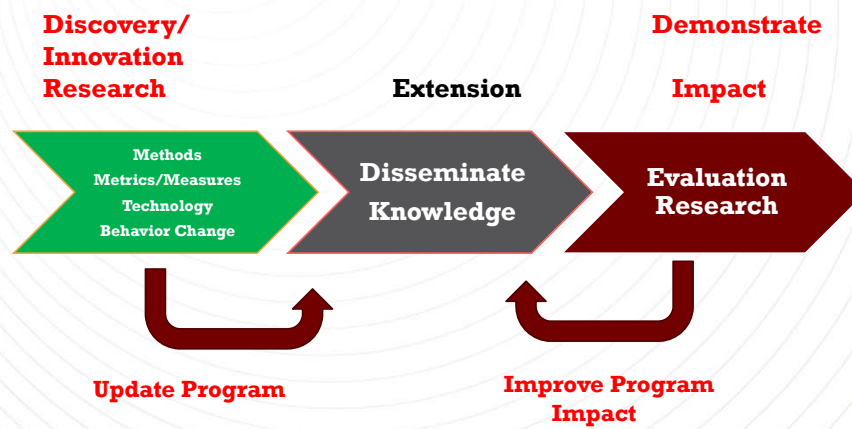 Discovery/
Innovation
Research
Extension
Demonstrate
Impact
Methods
Metrics/Measures
Technology
Behavior Change
Disseminate
Knowledge
Evaluation
Research
Update Program
Improve Program
Impact